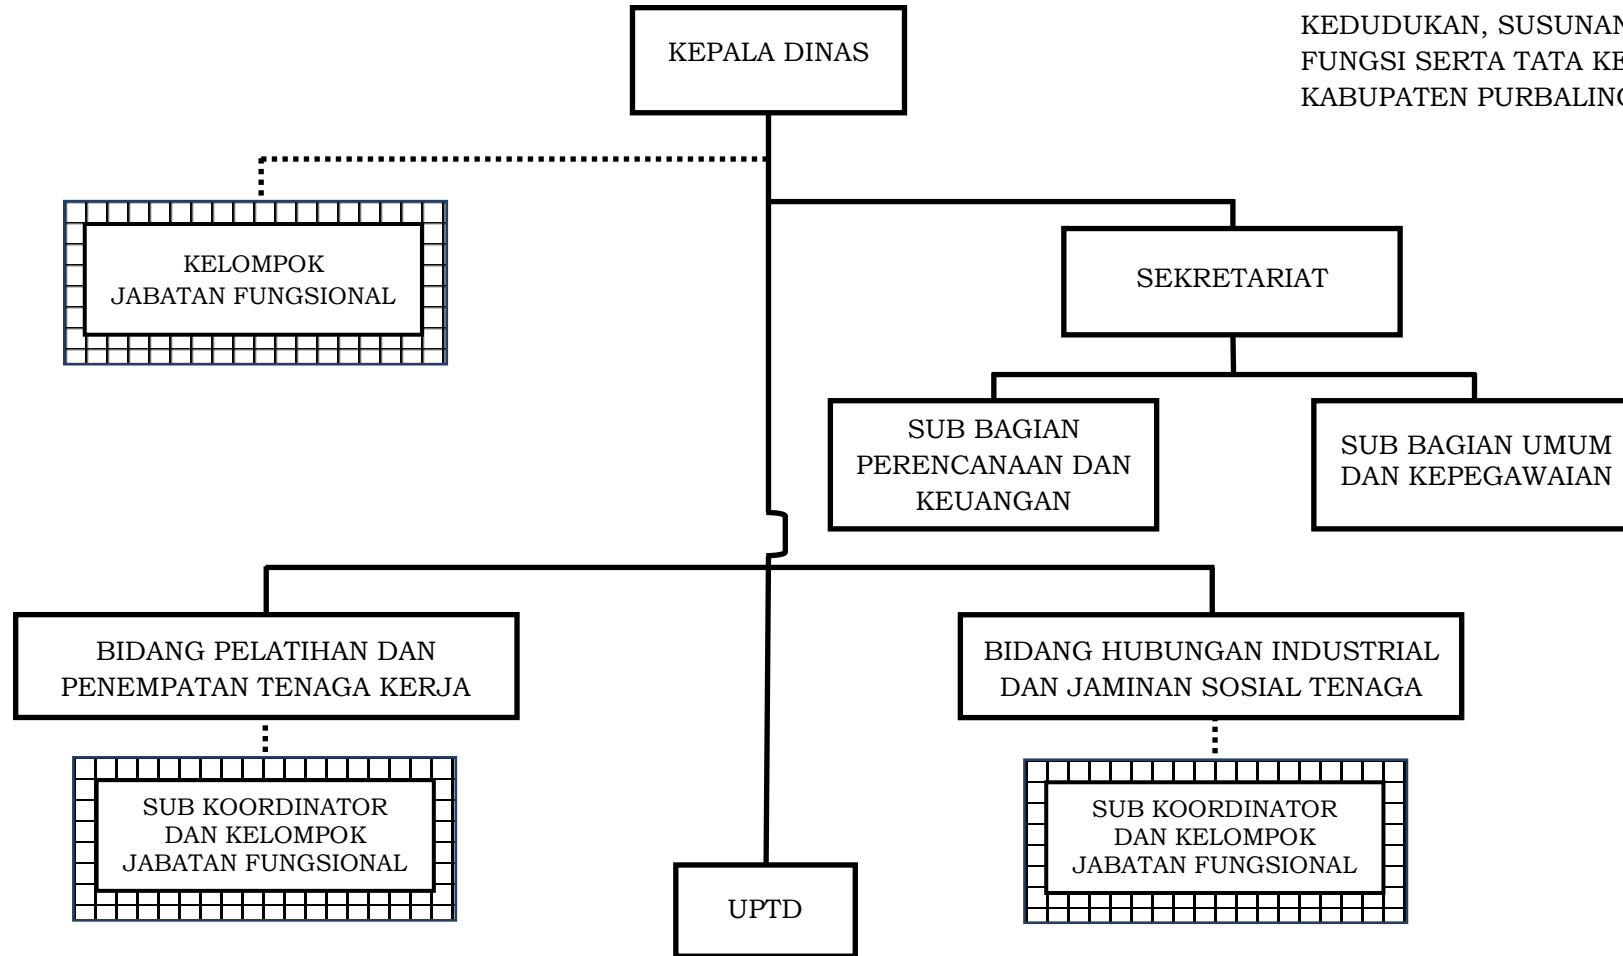 KEPALA DINAS
KEDUDUKAN, SUSUNAN
FUNGSI SERTA TATA KE
KABUPATEN PURBALING
KELOMPOK
JABATAN FUNGSIONAL
SEKRETARIAT
SUB BAGIAN
PERENCANAAN DAN
KEUANGAN
SUB BAGIAN UMUM
DAN KEPEGAWAIAN
BIDANG PELATIHAN DAN
PENEMPATAN TENAGA KERJA
BIDANG HUBUNGAN INDUSTRIAL
DAN JAMINAN SOSIAL TENAGA
SUB KOORDINATOR
DAN KELOMPOK
JABATAN FUNGSIONAL
SUB KOORDINATOR
DAN KELOMPOK
JABATAN FUNGSIONAL
UPTD